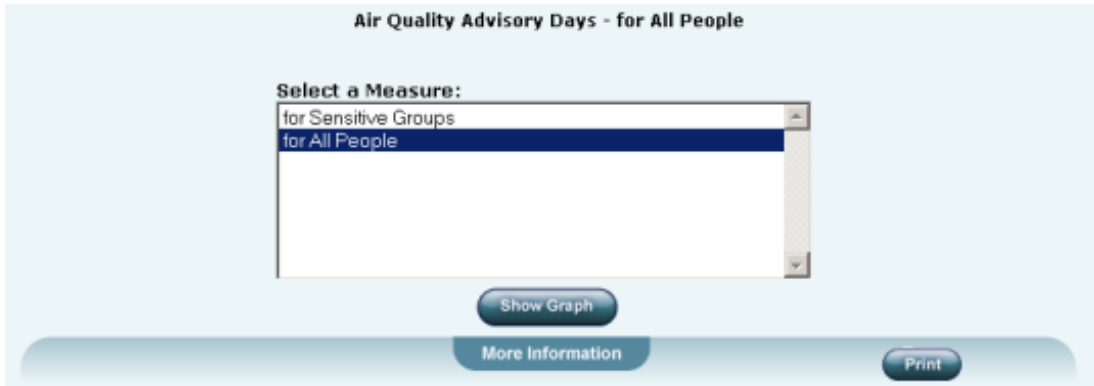 Air Quality Advisory Days - for All People
Select a Measure:
for Sensitive Groups
for All People
Show Graph
More Information
Print